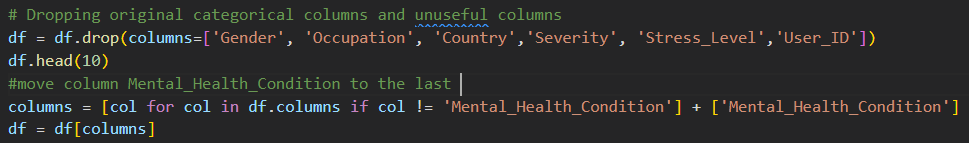 # Dropping original categorical columns and unuseful columns
df = df.drop(columns=['Gender', 'Occupation', 'Country','Severity', 'Stress_Level','User_ID'])
df.head(10)
#move column Mental_Health_Condition to the last
columns = [col for col in df.columns if col != 'Mental_Health_Condition'] + ['Mental_Health_Condition']
df = df[columns]